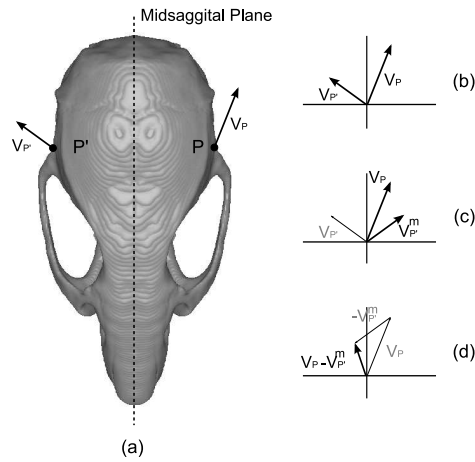 Midsaggital Plane
V_P'
P'
P
V_P
(a)
V_P'
V_P
(b)
V_P
V_P'
V_P'^m
(c)
-V_P'^m
V_P - V_P'^m
V_P
(d)